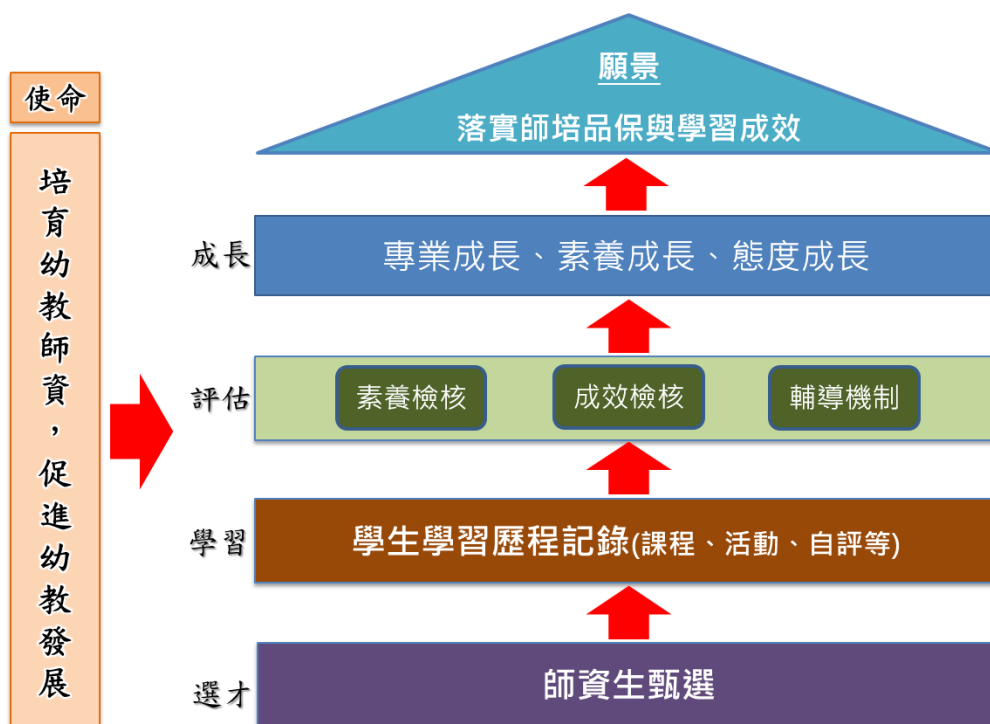 使命
培育幼教師資，促進幼教發展
願景
落實師培品保與學習成效
成長
專業成長、素養成長、態度成長
評估
素養檢核
成效檢核
輔導機制
學習
學生學習歷程記錄(課程、活動、自評等)
選才
師資生甄選